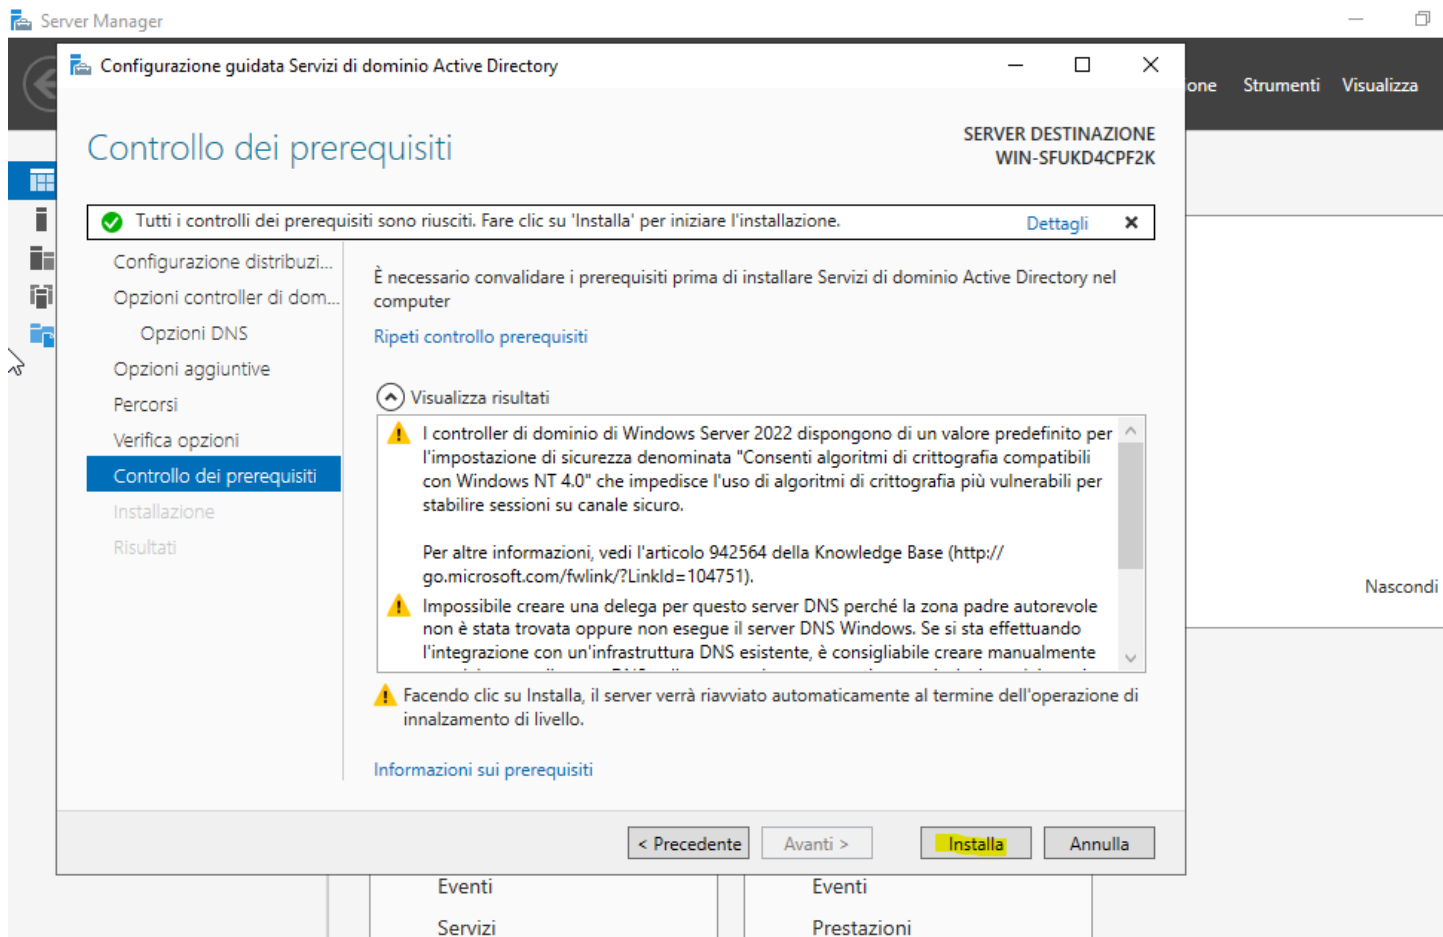 Server Manager
Configurazione guidata Servizi di dominio Active Directory
one Strumenti Visualizza
Controllo dei prerequisiti
SERVER DESTINAZIONE
WIN-SFUKD4CPF2K
Tutti i controlli dei prerequisiti sono riusciti. Fare clic su 'Installa' per iniziare l'installazione.
Dettagli
Configurazione distribuzi...
Opzioni controller di dom...
Opzioni DNS
Opzioni aggiuntive
Percorsi
Verifica opzioni
Controllo dei prerequisiti
Installazione
Risultati
È necessario convalidare i prerequisiti prima di installare Servizi di dominio Active Directory nel
computer
Ripeti controllo prerequisiti
Visualizza risultati
I controller di dominio di Windows Server 2022 dispongono di un valore predefinito per
l'impostazione di sicurezza denominata "Consenti algoritmi di crittografia compatibili
con Windows NT 4.0" che impedisce l'uso di algoritmi di crittografia più vulnerabili per
stabilire sessioni su canale sicuro.
Per altre informazioni, vedi l'articolo 942564 della Knowledge Base (http://
go.microsoft.com/fwlink/?LinkId=104751).
Impossibile creare una delega per questo server DNS perché la zona padre autorevole
non è stata trovata oppure non esegue il server DNS Windows. Se si sta effettuando
l'integrazione con un'infrastruttura DNS esistente, è consigliabile creare manualmente
Facendo clic su Installa, il server verrà riavviato automaticamente al termine dell'operazione di
innalzamento di livello.
Informazioni sui prerequisiti
Nascondi
< Precedente
Avanti >
Installa
Annulla
Eventi
Eventi
Servizi
Prestazioni